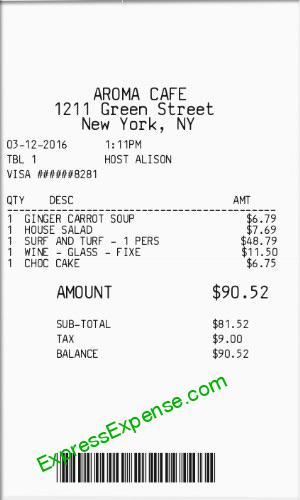 AROMA CAFE
1211 Green Street
New York, NY
03-12-2016 1:11PM
TBL 1 HOST ALISON
VISA ######8281
QTY DESC AMT
1 GINGER CARROT SOUP $6.79
1 HOUSE SALAD $7.69
1 SURF AND TURF - 1 PERS $48.79
1 WINE - GLASS - FIXE $11.50
1 CHOC CAKE $6.75
AMOUNT $90.52
SUB-TOTAL $81.52
TAX $9.00
BALANCE $90.52
ExpressExpense.com